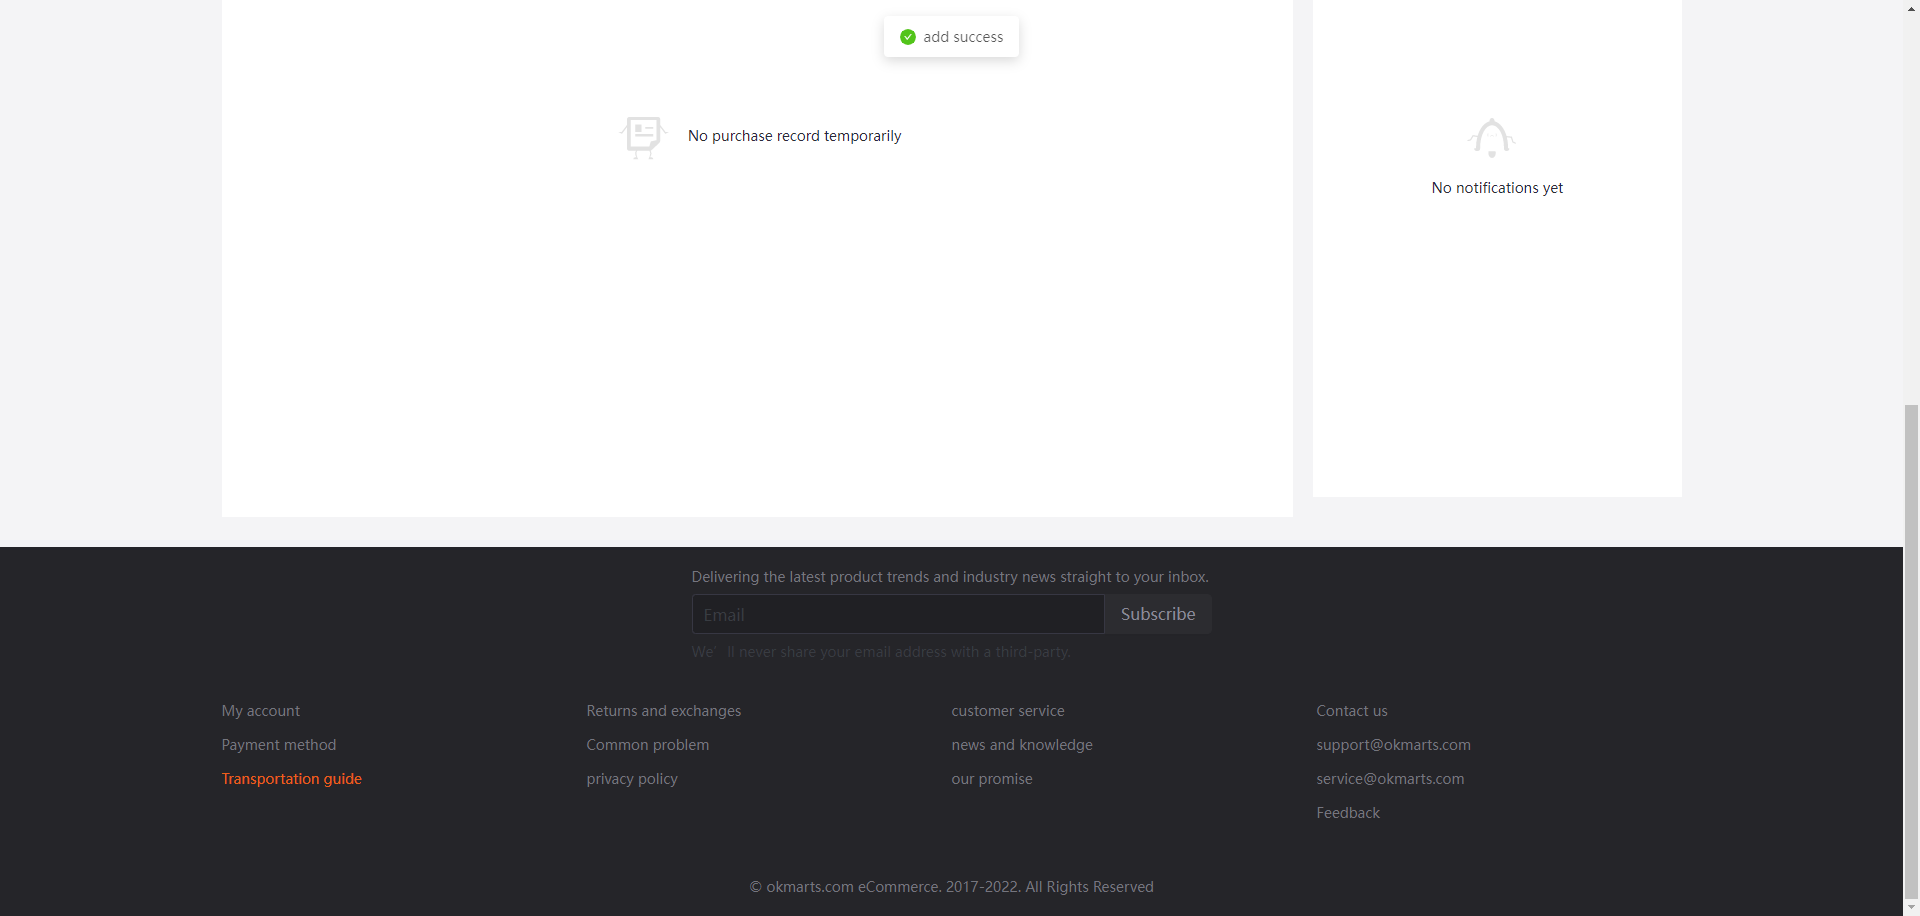 add success
No purchase record temporarily
No notifications yet
Delivering the latest product trends and industry news straight to your inbox.
Email
Subscribe
We’ ll never share your email address with a third-party.
My account
Payment method
Transportation guide
Returns and exchanges
Common problem
privacy policy
customer service
news and knowledge
our promise
Contact us
support@okmarts.com
service@okmarts.com
Feedback
© okmarts.com eCommerce. 2017-2022. All Rights Reserved